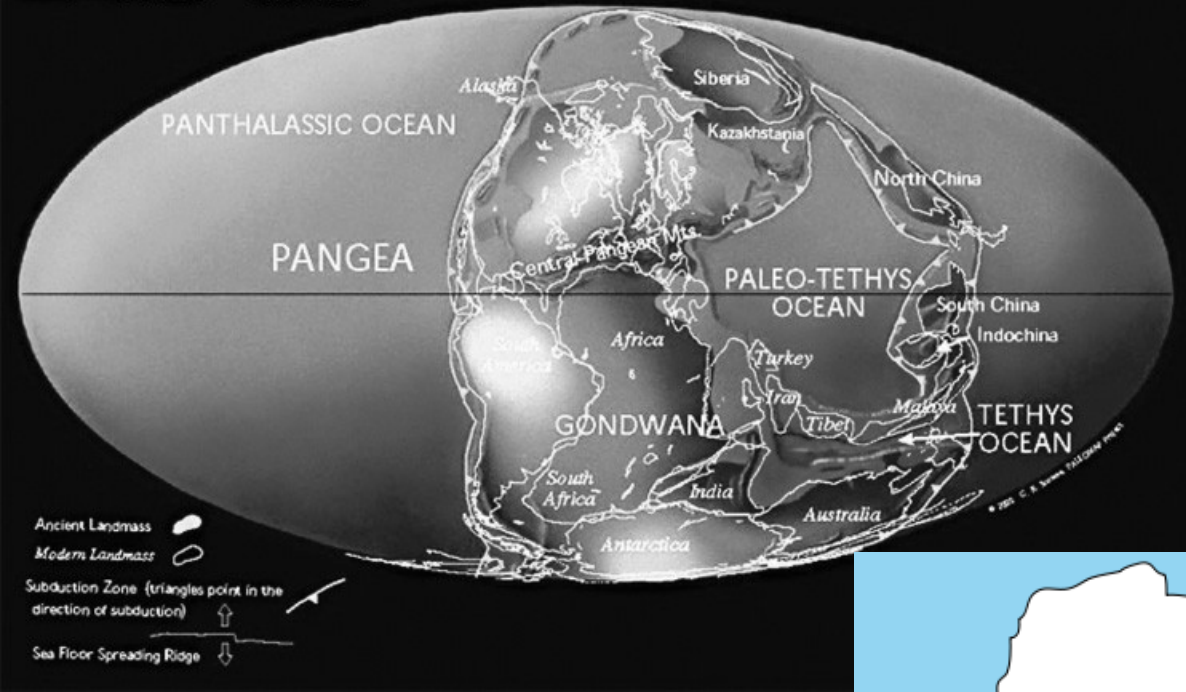 Siberia
Alaska
PANTHALASSIC OCEAN
Kazakhstania
North China
Central Pangean Mts.
PANGEA
PALEO-TETHYS
OCEAN
South China
Indochina
South
America
Africa
Turkey
Iran
Malaya
Tibet
GONDWANA
TETHYS
OCEAN
South
Africa
India
Australia
Antarctica
Ancient Landmass
Modern Landmass
Subduction Zone (triangles point in the
direction of subduction)
Sea Floor Spreading Ridge